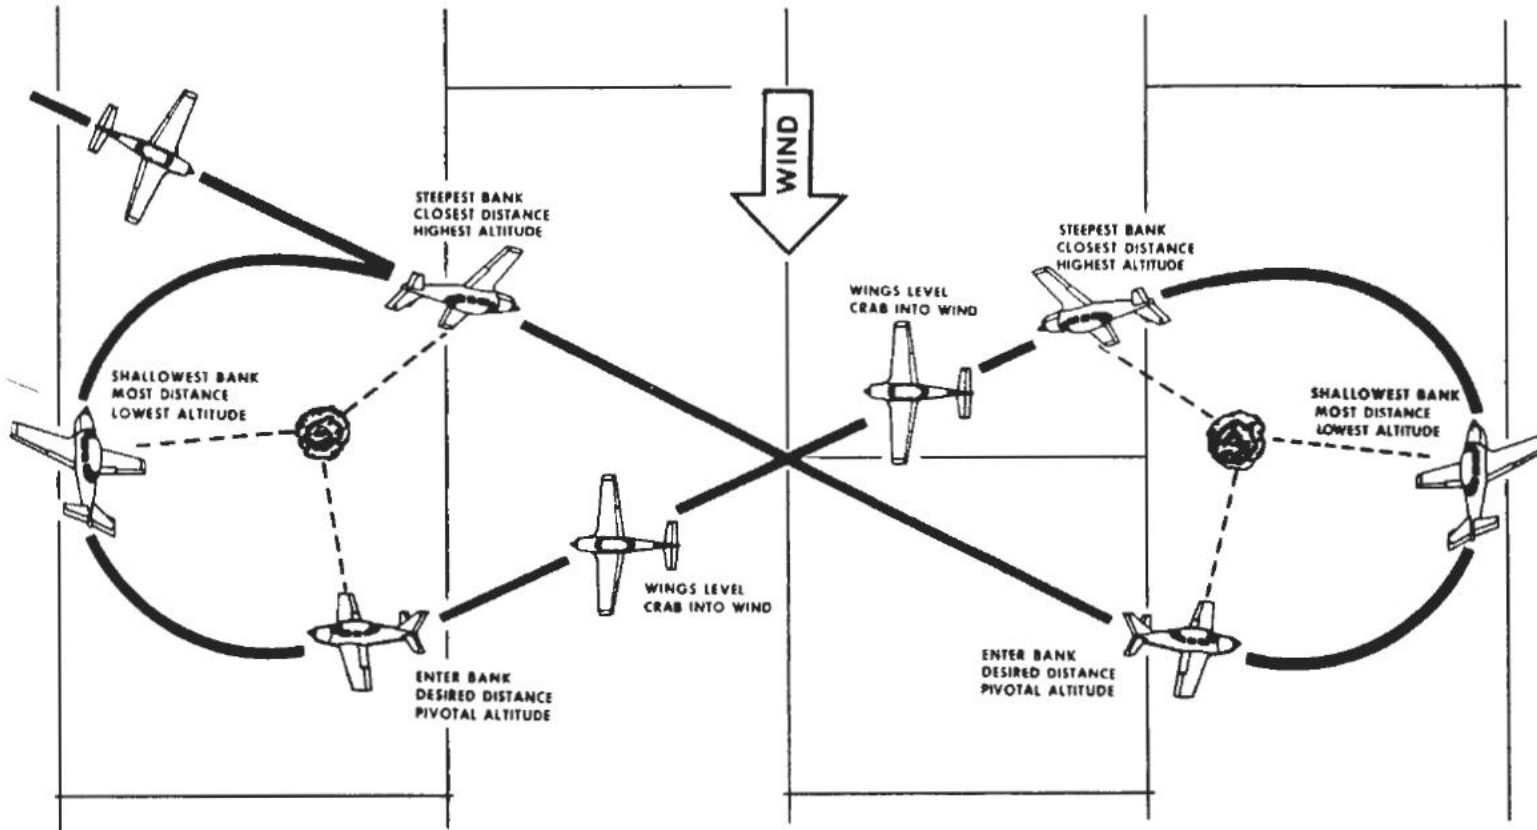 WIND
STEEPEST BANK
CLOSEST DISTANCE
HIGHEST ALTITUDE
STEEPEST BANK
CLOSEST DISTANCE
HIGHEST ALTITUDE
WINGS LEVEL
CRAB INTO WIND
SHALLOWEST BANK
MOST DISTANCE
LOWEST ALTITUDE
SHALLOWEST BANK
MOST DISTANCE
LOWEST ALTITUDE
WINGS LEVEL
CRAB INTO WIND
ENTER BANK
DESIRED DISTANCE
PIVOTAL ALTITUDE
ENTER BANK
DESIRED DISTANCE
PIVOTAL ALTITUDE